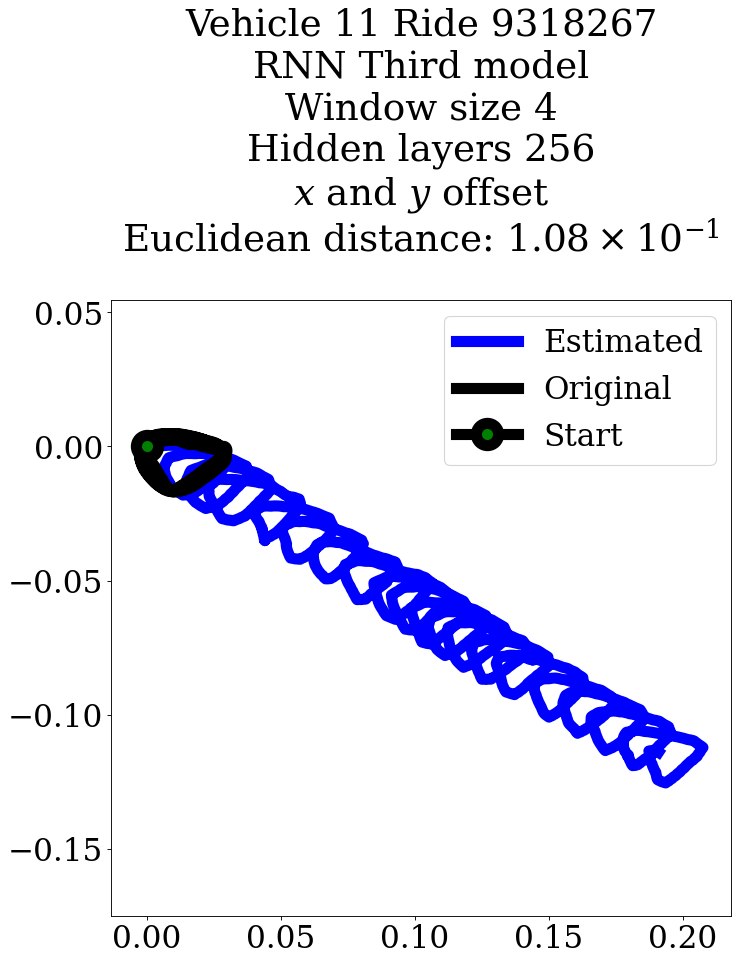 Vehicle 11 Ride 9318267
RNN Third model
Window size 4
Hidden layers 256
x and y offset
Euclidean distance: 1.08 × 10⁻¹
Estimated
Original
Start
0.05
0.00
−0.05
−0.10
−0.15
0.00 0.05 0.10 0.15 0.20